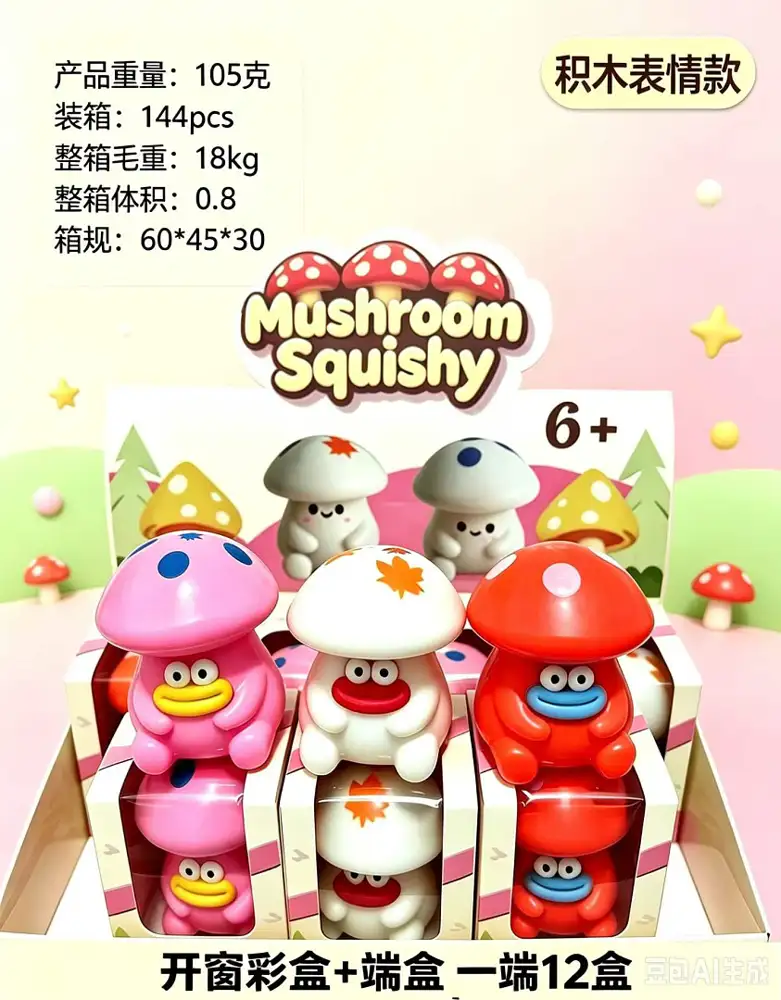 产品重量：105克
装箱：144pcs
整箱毛重：18kg
整箱体积：0.8
箱规：60*45*30
积木表情款
Mushroom
Squishy
6+
开窗彩盒+端盒 一端12盒
豆包AI生成